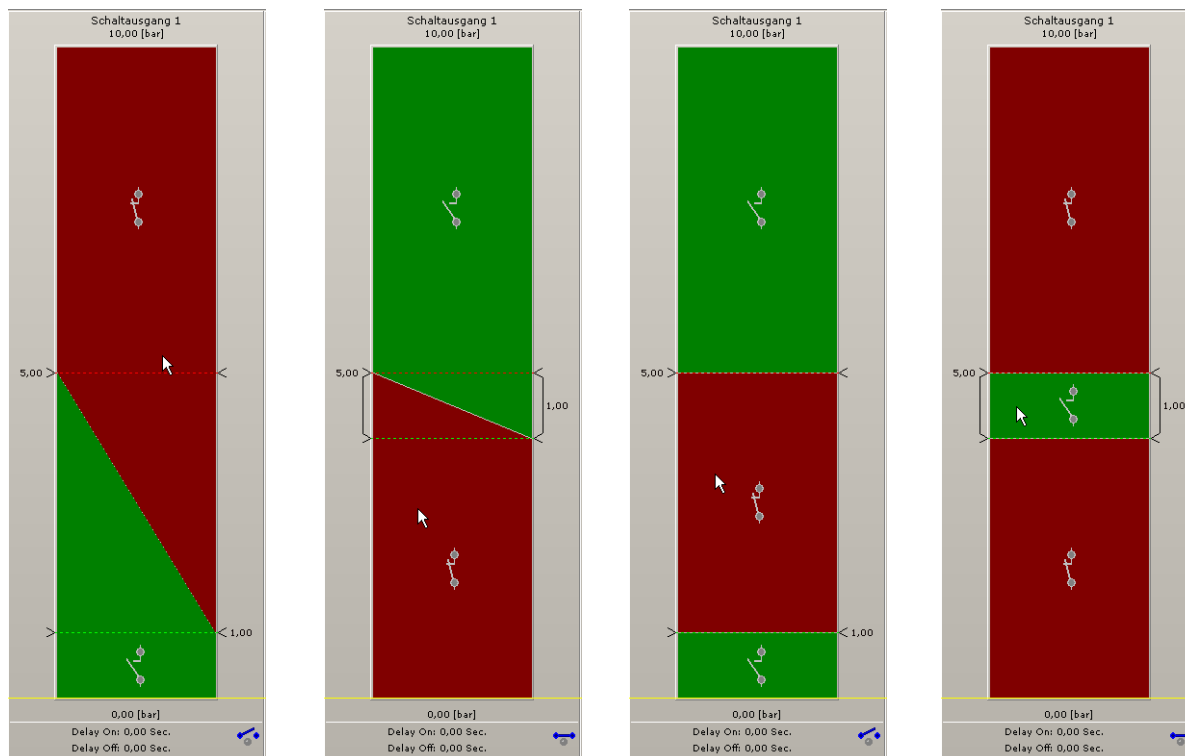 Schaltausgang 1
10,00 [bar]
5,00
1,00
0,00 [bar]
Delay On: 0,00 Sec.
Delay Off: 0,00 Sec.
Schaltausgang 1
10,00 [bar]
5,00
1,00
0,00 [bar]
Delay On: 0,00 Sec.
Delay Off: 0,00 Sec.
Schaltausgang 1
10,00 [bar]
5,00
1,00
0,00 [bar]
Delay On: 0,00 Sec.
Delay Off: 0,00 Sec.
Schaltausgang 1
10,00 [bar]
5,00
1,00
0,00 [bar]
Delay On: 0,00 Sec.
Delay Off: 0,00 Sec.